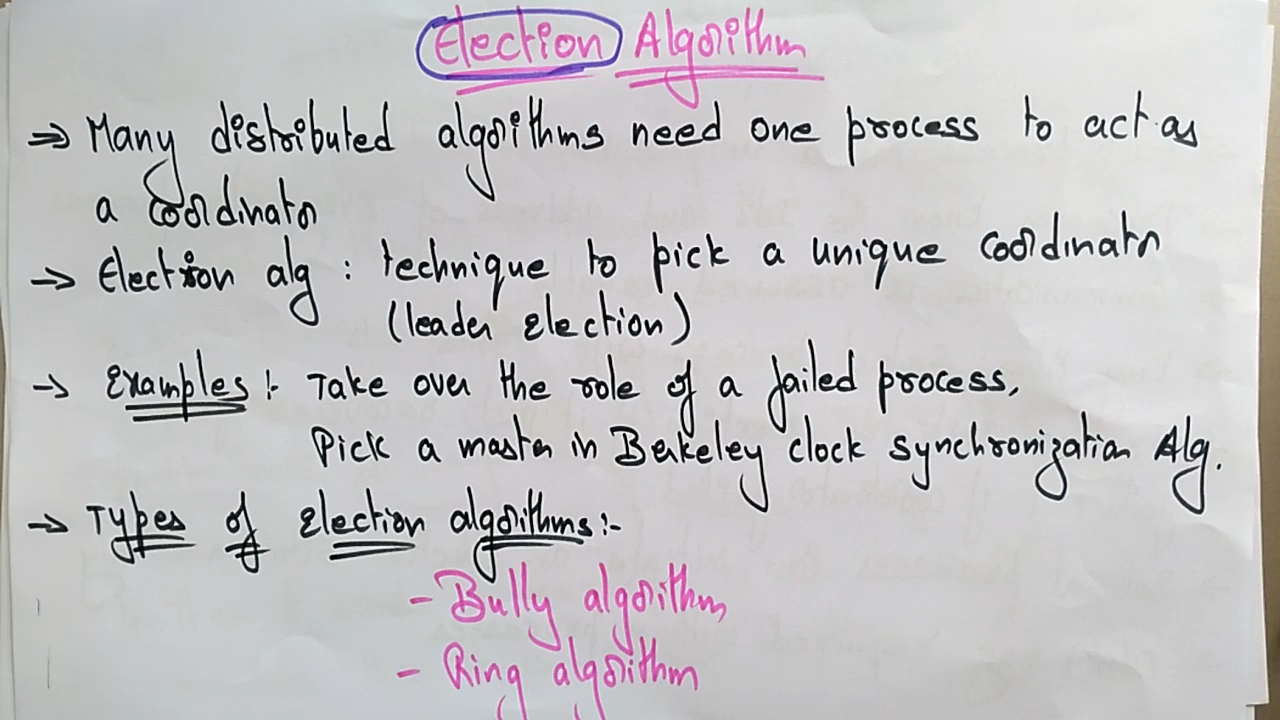 Election Algorithm
⇒ Many distributed algorithms need one process to act as
a coordinator
→ Election alg : technique to pick a unique coordinator
(leader election)
→ Examples :- Take over the role of a failed process,
Pick a master in Berkeley clock synchronization Alg.
→ Types of election algorithms :-
- Bully algorithm
- Ring algorithm